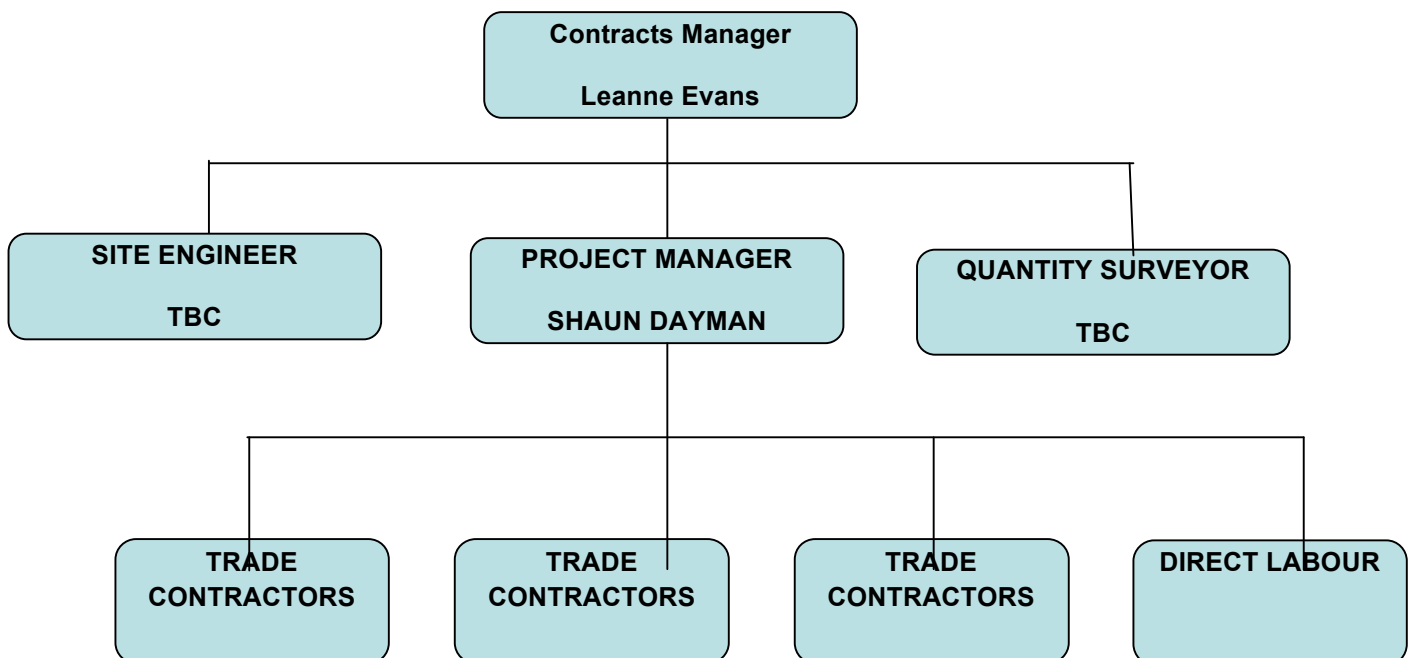 Contracts Manager
Leanne Evans
SITE ENGINEER
TBC
PROJECT MANAGER
SHAUN DAYMAN
QUANTITY SURVEYOR
TBC
TRADE
CONTRACTORS
TRADE
CONTRACTORS
TRADE
CONTRACTORS
DIRECT LABOUR